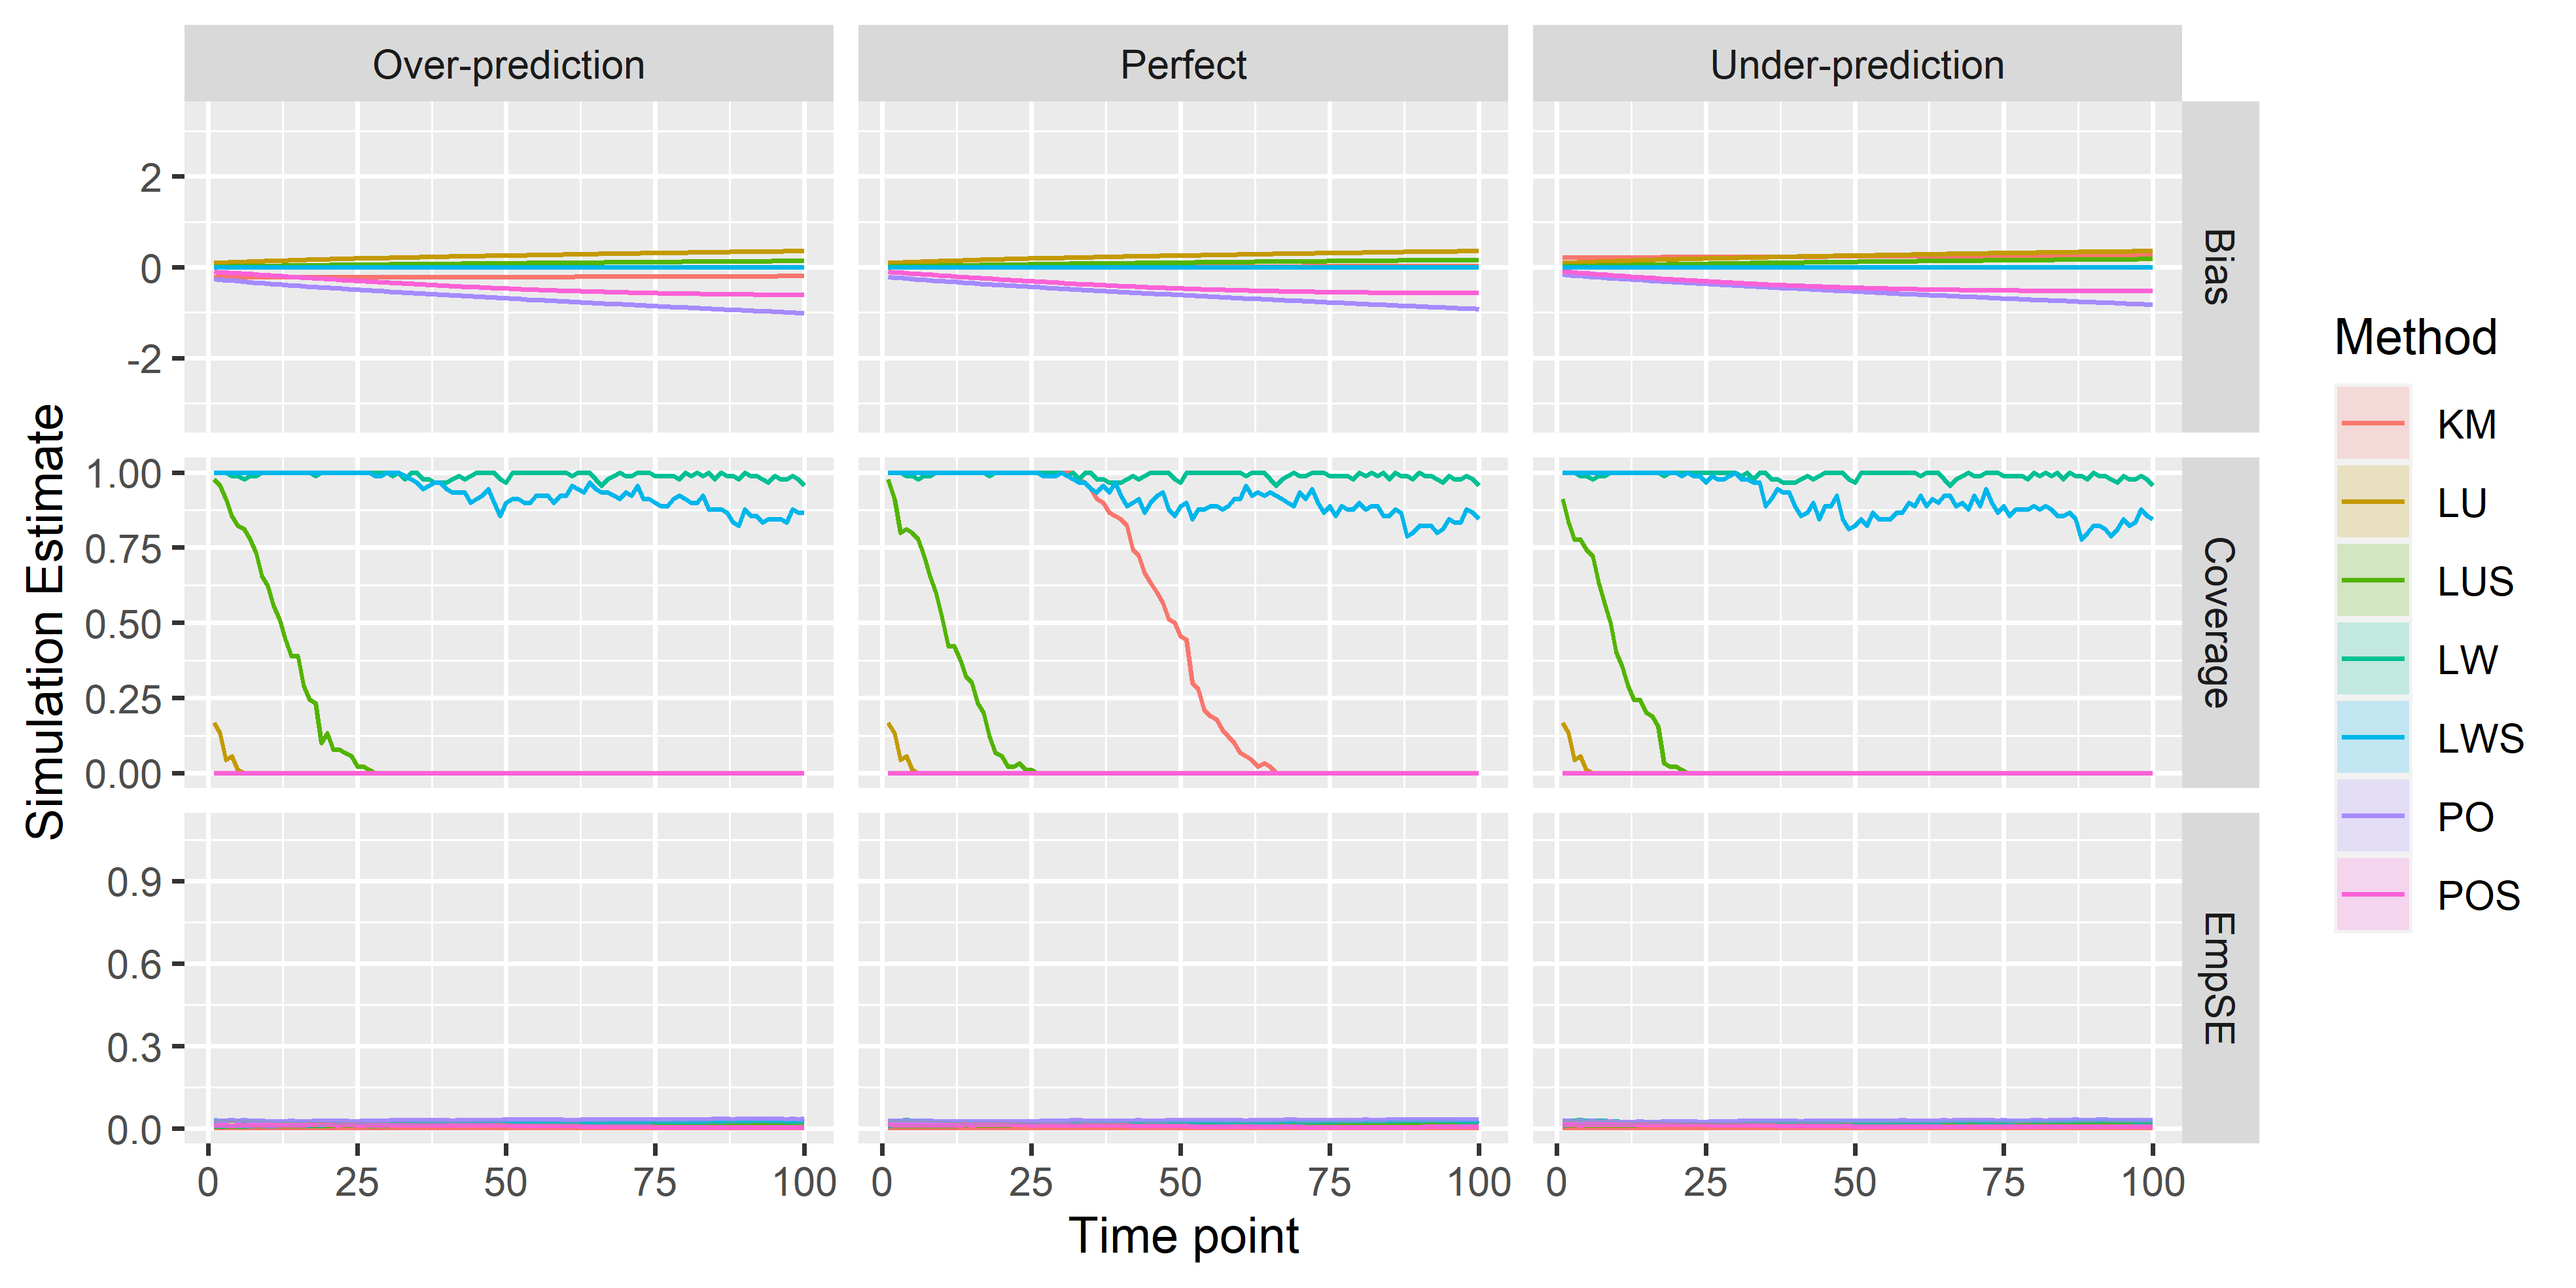 Over-prediction
Perfect
Under-prediction
Simulation Estimate
2
0
-2
Bias
1.00
0.75
0.50
0.25
0.00
Coverage
0.9
0.6
0.3
0.0
EmpSE
0 25 50 75 100
0 25 50 75 100
0 25 50 75 100
Time point
Method
KM
LU
LUS
LW
LWS
PO
POS